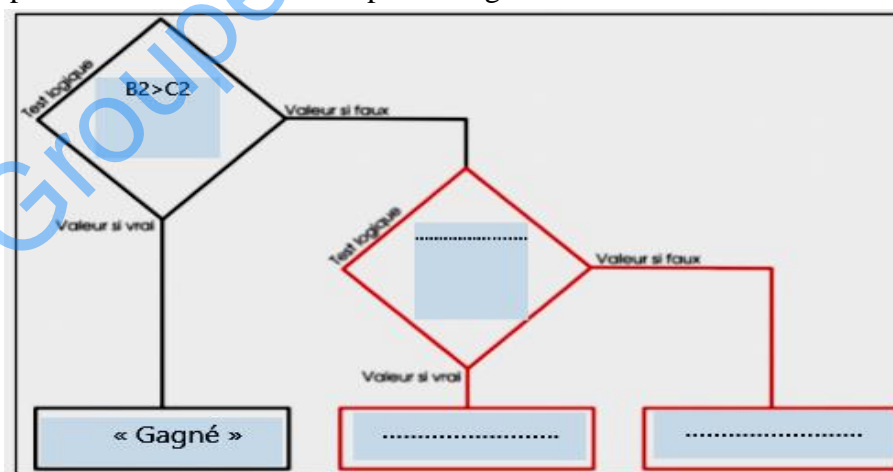 Groupe
Test logique
B2>C2
Valeur si faux
Valeur si vrai
Test logique
..............................
Valeur si faux
Valeur si vrai
« Gagné »
..............................
..............................